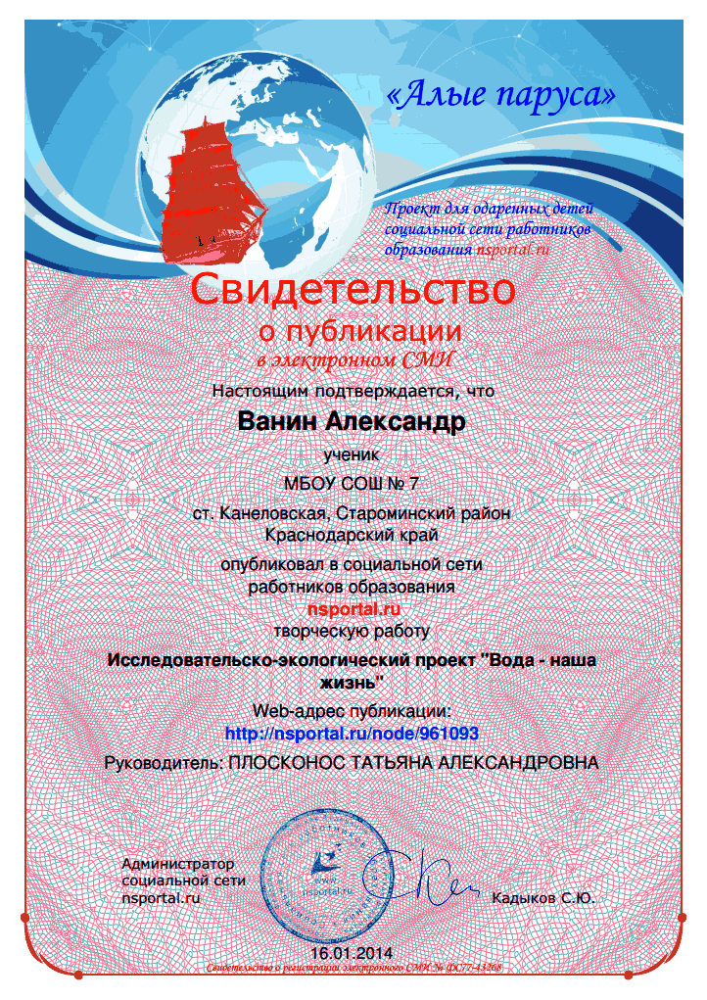 «Алые паруса»
Проект для одаренных детей
социальной сети работников
образования nsportal.ru
Свидетельство
о публикации
в электронном СМИ
Настоящим подтверждается, что
Ванин Александр
ученик
МБОУ СОШ № 7
ст. Канеловская, Староминский район
Краснодарский край
опубликовал в социальной сети
работников образования
nsportal.ru
творческую работу
Исследовательско-экологический проект "Вода - наша
жизнь"
Web-адрес публикации:
http://nsportal.ru/node/961093
Руководитель: ПЛОСКОНОС ТАТЬЯНА АЛЕКСАНДРОВНА
Администратор
социальной сети
nsportal.ru
www.
nsportal.ru
Кадыков С.Ю.
16.01.2014
Свидетельство о регистрации электронного СМИ № ФС77-43268